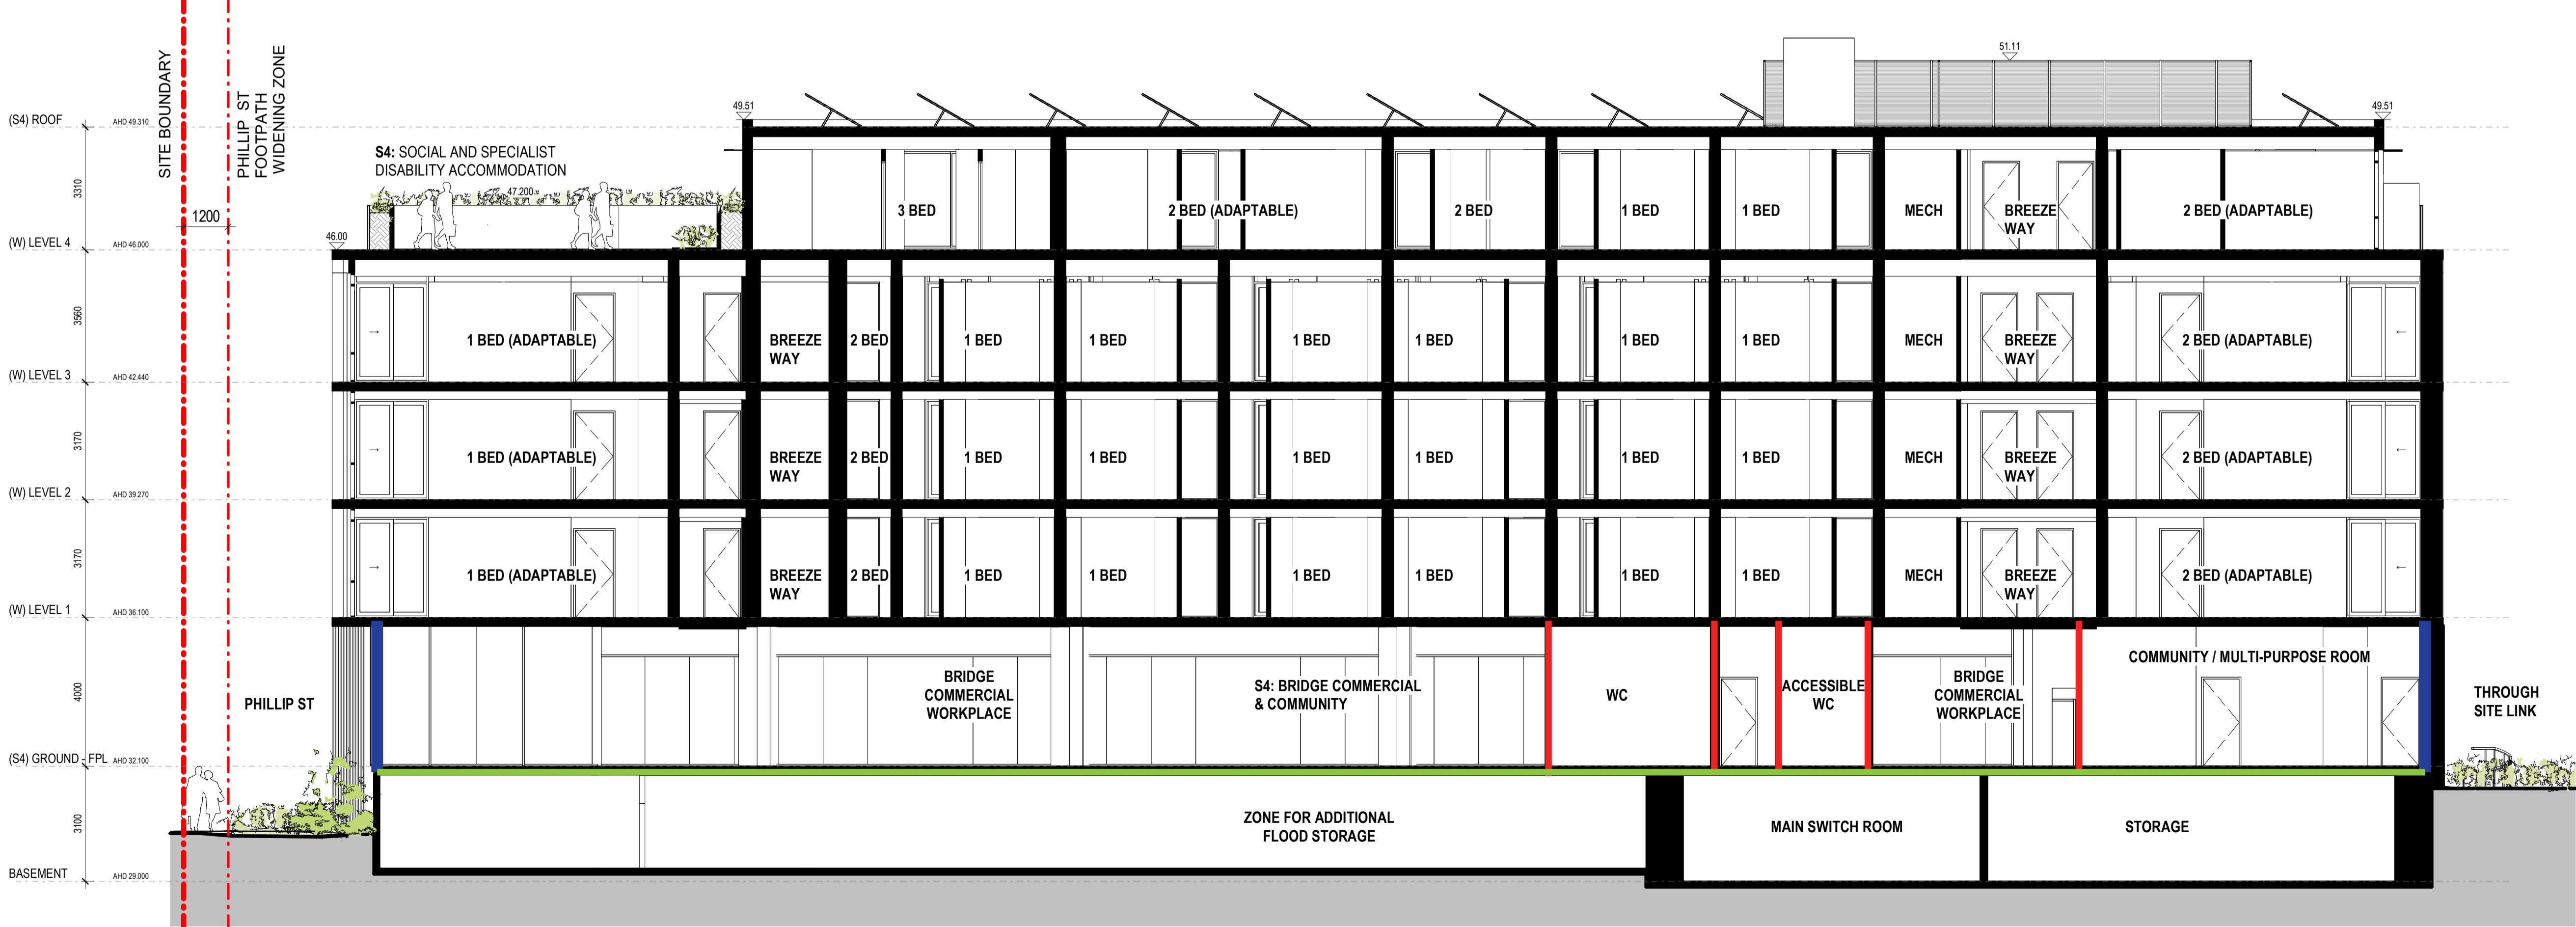 SITE BOUNDARY
PHILLIP ST
FOOTPATH
WIDENING ZONE
1200
51.11
49.51
49.51
(S4) ROOF
AHD 49.310
S4: SOCIAL AND SPECIALIST
DISABILITY ACCOMMODATION
47.200
3310
3 BED
2 BED (ADAPTABLE)
2 BED
1 BED
1 BED
MECH
BREEZE
WAY
2 BED (ADAPTABLE)
46.00
(W) LEVEL 4
AHD 46.000
3560
1 BED (ADAPTABLE)
BREEZE
WAY
2 BED
1 BED
1 BED
1 BED
1 BED
1 BED
1 BED
MECH
BREEZE
WAY
2 BED (ADAPTABLE)
(W) LEVEL 3
AHD 42.440
3170
1 BED (ADAPTABLE)
BREEZE
WAY
2 BED
1 BED
1 BED
1 BED
1 BED
1 BED
1 BED
MECH
BREEZE
WAY
2 BED (ADAPTABLE)
(W) LEVEL 2
AHD 39.270
3170
1 BED (ADAPTABLE)
BREEZE
WAY
2 BED
1 BED
1 BED
1 BED
1 BED
1 BED
1 BED
MECH
BREEZE
WAY
2 BED (ADAPTABLE)
(W) LEVEL 1
AHD 36.100
4000
PHILLIP ST
BRIDGE
COMMERCIAL
WORKPLACE
S4: BRIDGE COMMERCIAL
& COMMUNITY
WC
ACCESSIBLE
WC
BRIDGE
COMMERCIAL
WORKPLACE
COMMUNITY / MULTI-PURPOSE ROOM
THROUGH
SITE LINK
(S4) GROUND - FPL
AHD 32.100
3100
ZONE FOR ADDITIONAL
FLOOD STORAGE
MAIN SWITCH ROOM
STORAGE
BASEMENT
AHD 29.000